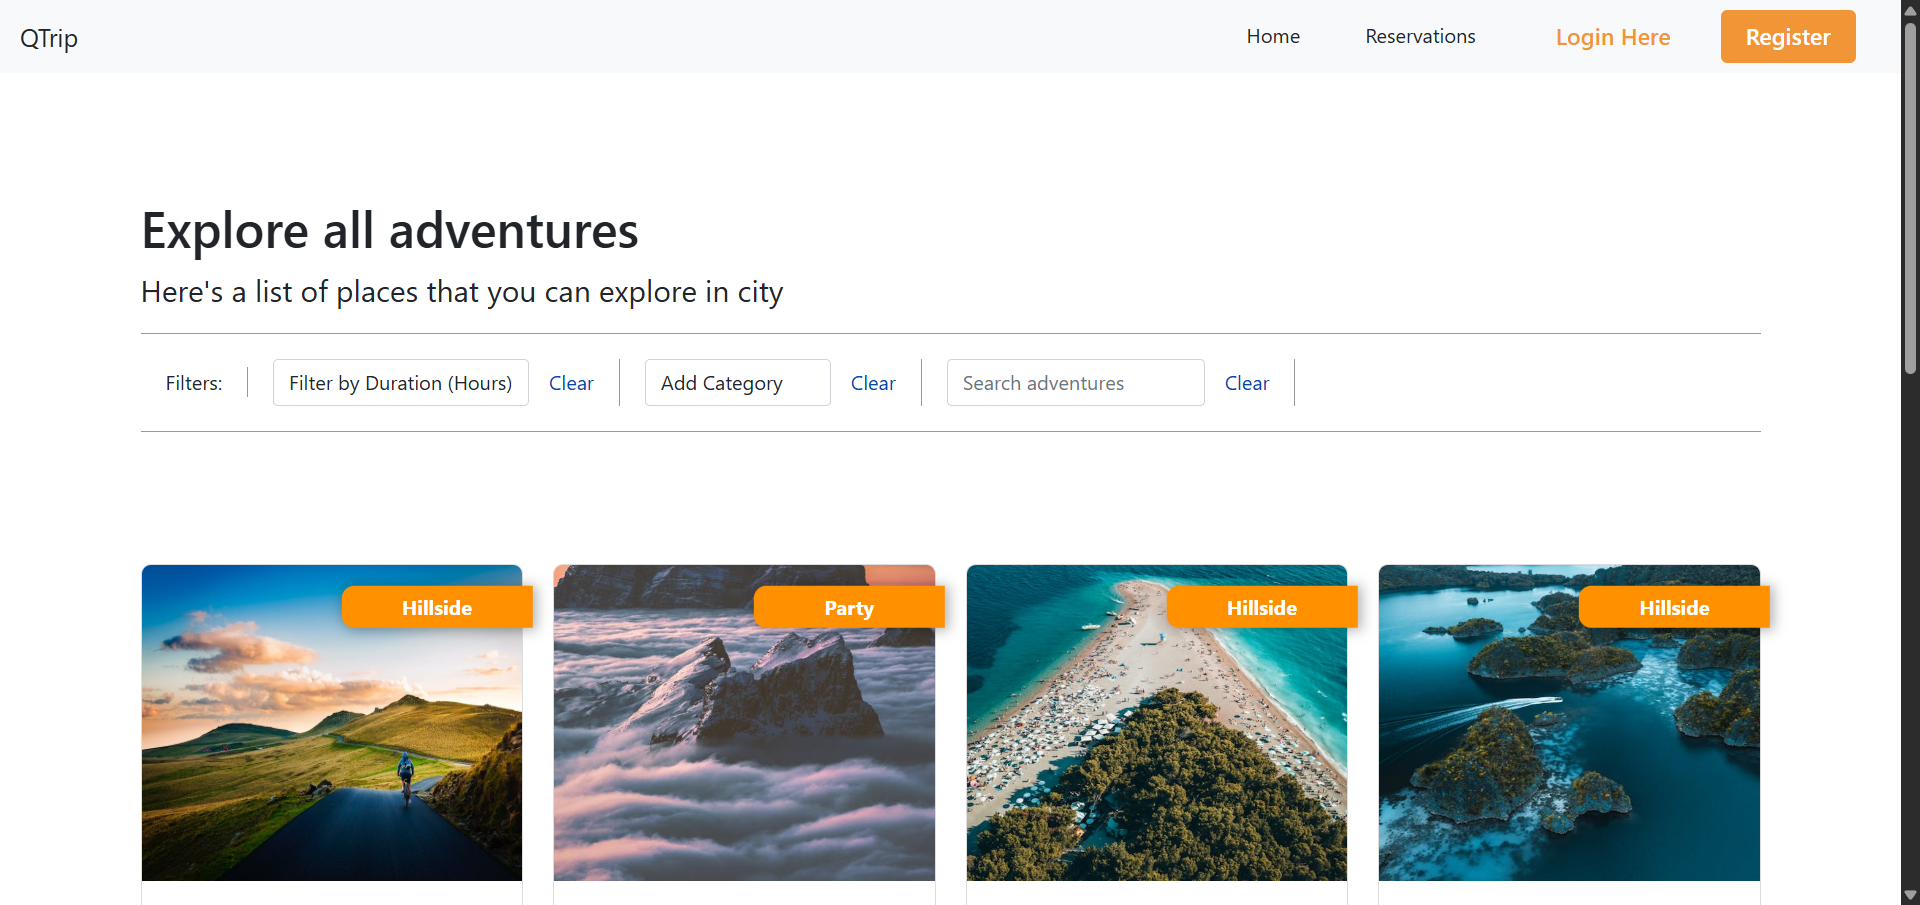 QTrip
Home Reservations Login Here Register
Explore all adventures
Here's a list of places that you can explore in city
Filters: Filter by Duration (Hours) Clear Add Category Clear Search adventures Clear
Hillside Party Hillside Hillside